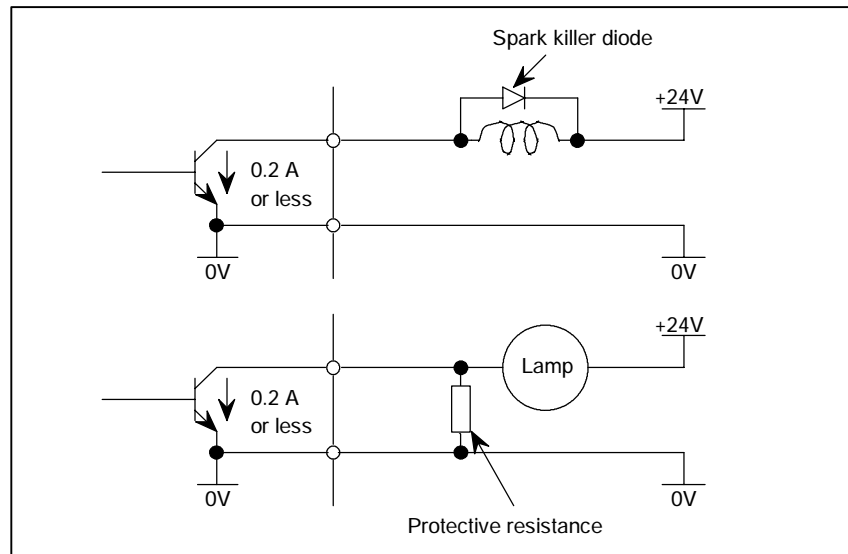 Spark killer diode
+24V
0.2 A
or less
0V
0V
+24V
Lamp
0.2 A
or less
0V
0V
Protective resistance